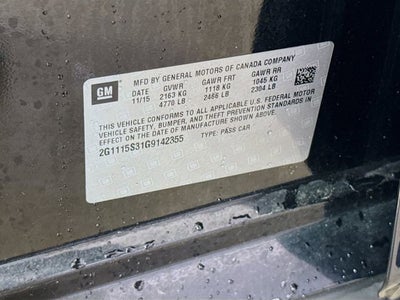 GM
MFD BY GENERAL MOTORS OF CANADA COMPANY
DATE GVWR GAWR FRT GAWR RR
11/15 2163 KG 1118 KG 1045 KG
4770 LB 2466 LB 2304 LB
THIS VEHICLE CONFORMS TO ALL APPLICABLE U.S. FEDERAL MOTOR
VEHICLE SAFETY, BUMPER, AND THEFT PREVENTION STANDARDS IN
EFFECT ON THE DATE OF MANUFACTURE SHOWN ABOVE.
2G1115S31G9142355 TYPE: PASS CAR